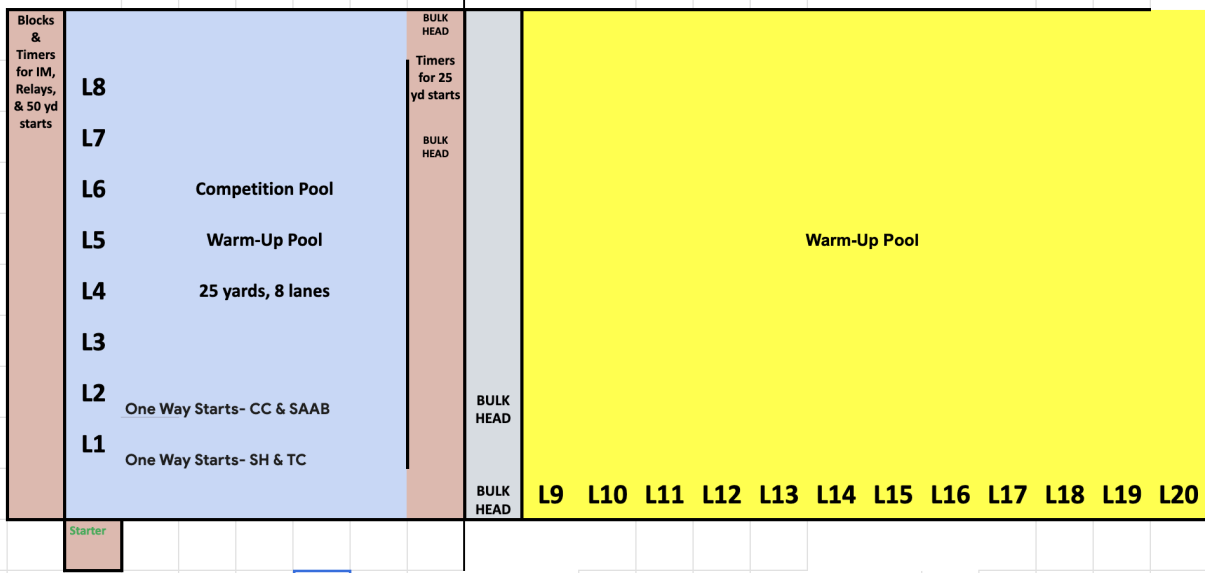 Blocks
&
Timers
for IM,
Relays,
& 50 yd
starts
L8
L7
L6
L5
L4
L3
L2
L1
Competition Pool
Warm-Up Pool
25 yards, 8 lanes
One Way Starts- CC & SAAB
One Way Starts- SH & TC
BULK
HEAD
Timers
for 25
yd starts
BULK
HEAD
BULK
HEAD
BULK
HEAD
Warm-Up Pool
L9 L10 L11 L12 L13 L14 L15 L16 L17 L18 L19 L20
Starter